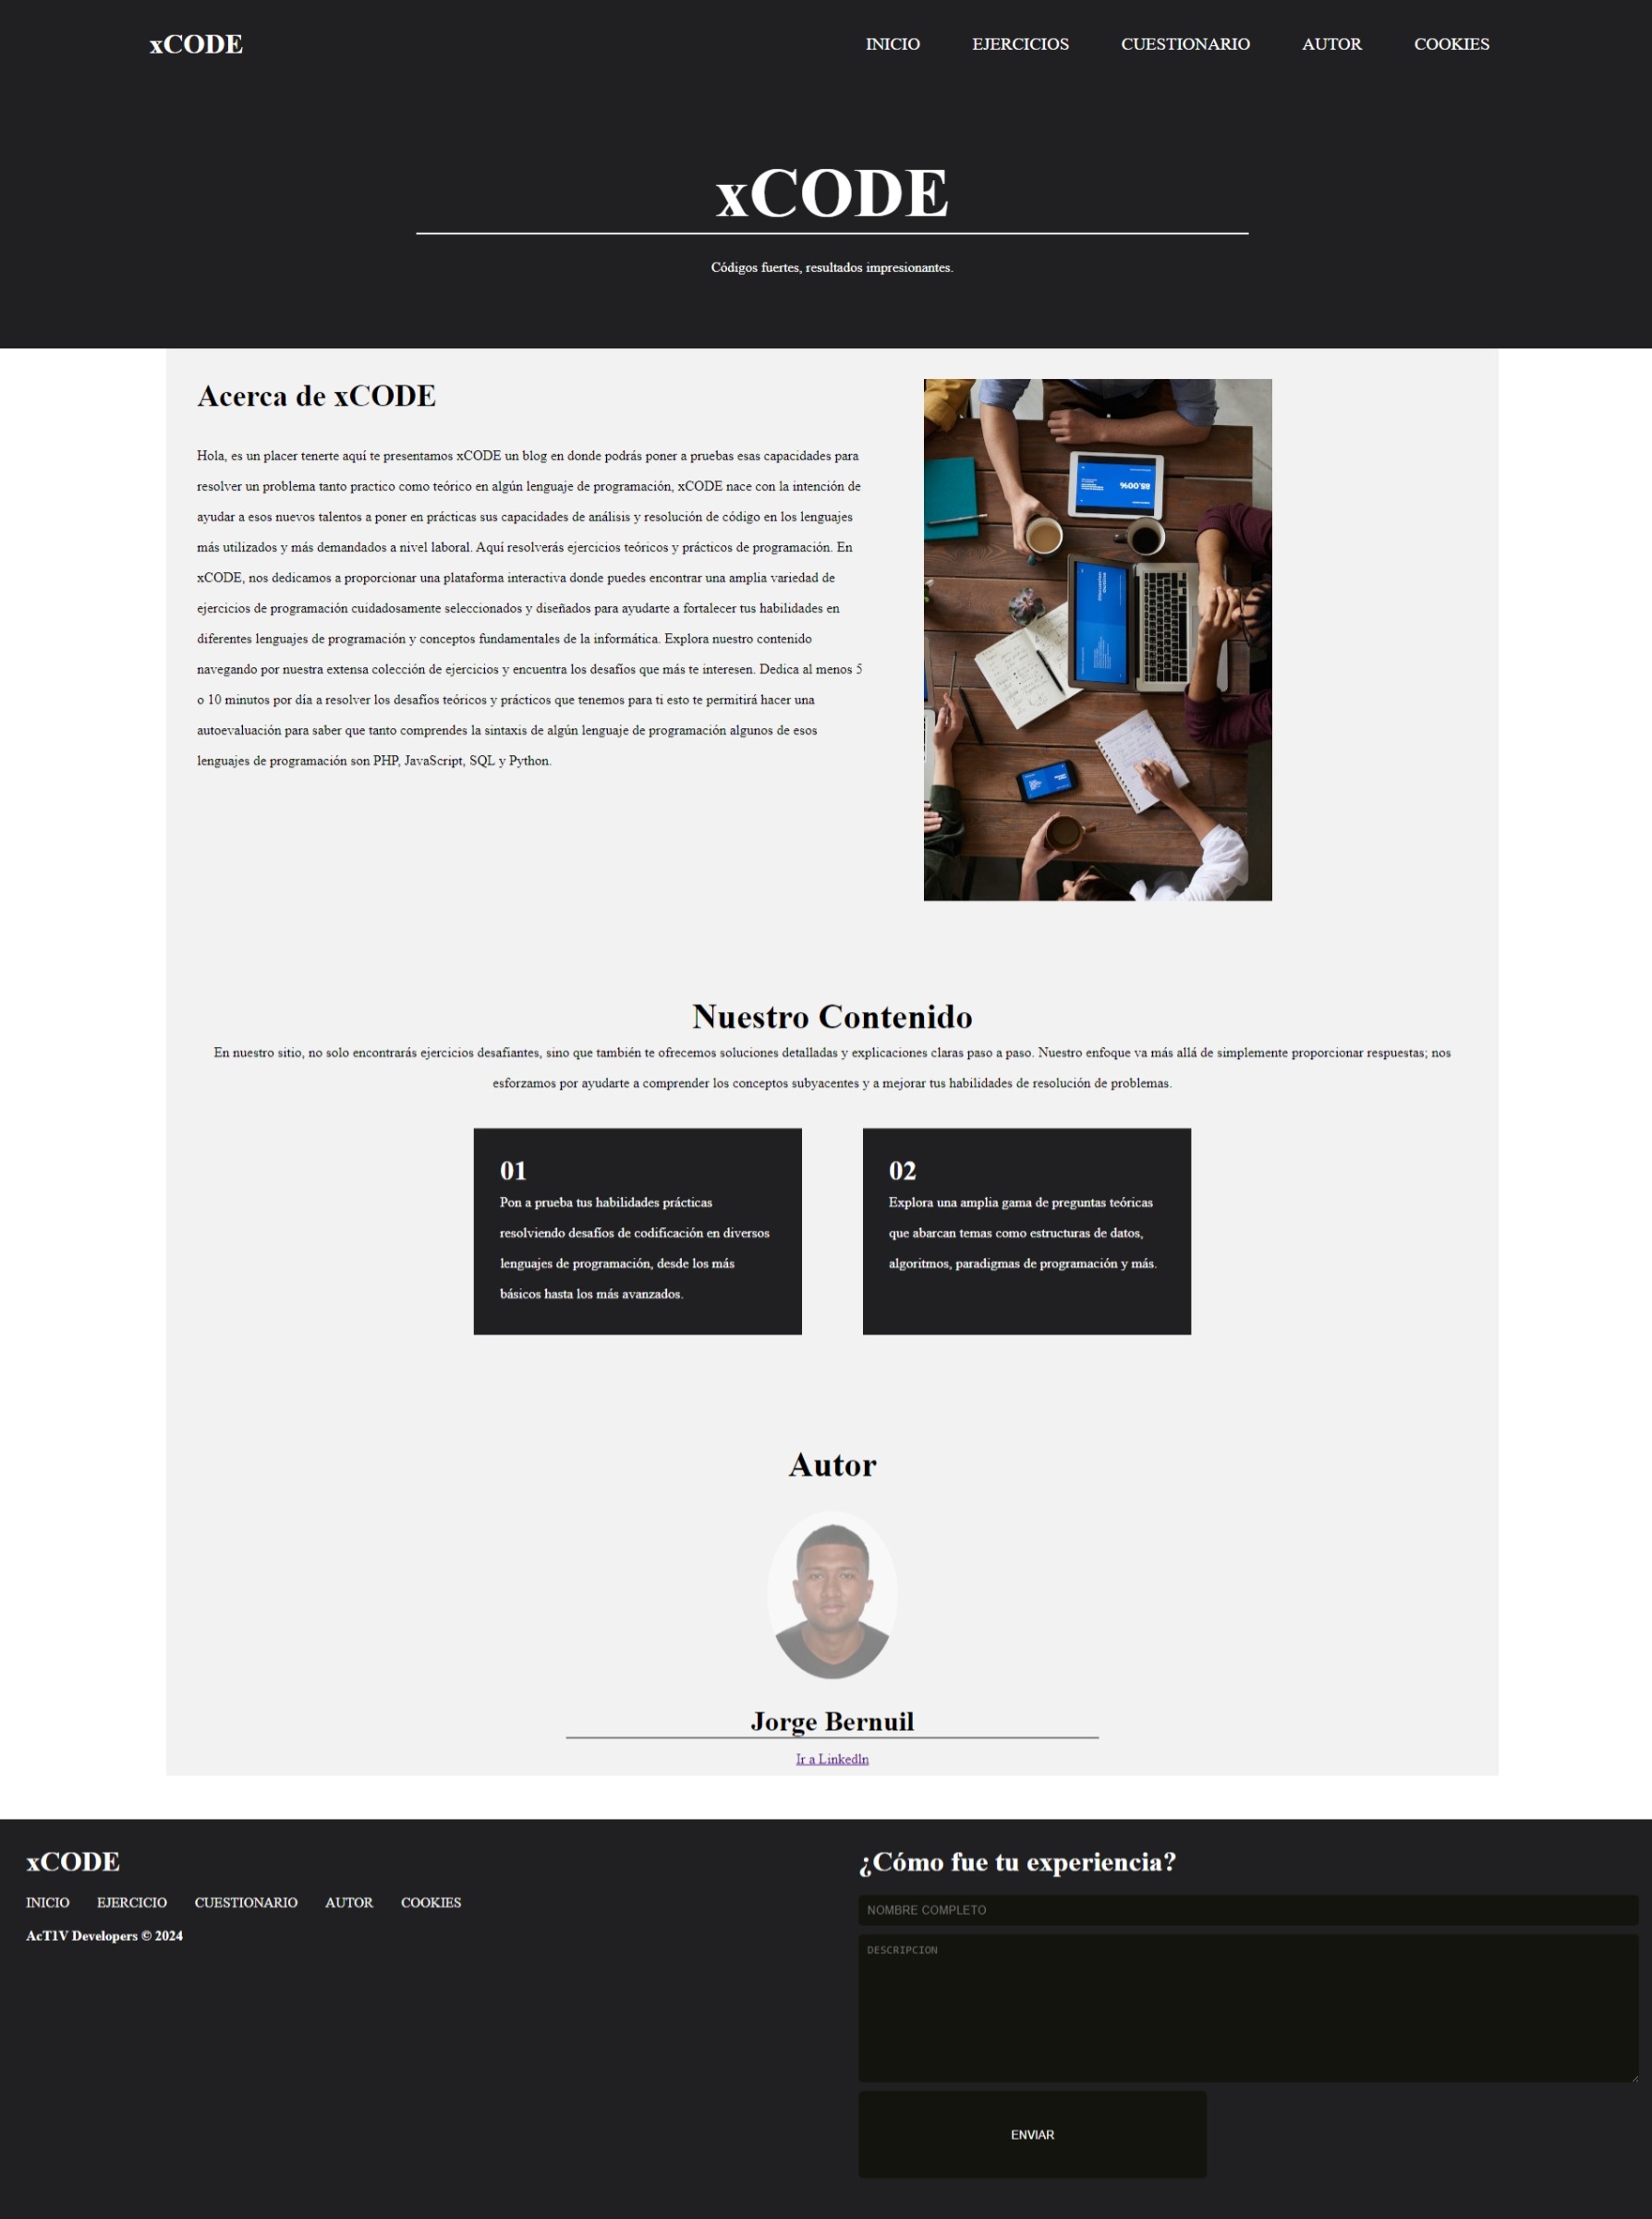 xCODE
INICIO EJERCICIOS CUESTIONARIO AUTOR COOKIES
xCODE
Códigos fuertes, resultados impresionantes.
Acerca de xCODE
Hola, es un placer tenerte aquí te presentamos xCODE un blog en donde podrás poner a pruebas esas capacidades para
resolver un problema tanto practico como teórico en algún lenguaje de programación, xCODE nace con la intención de
ayudar a esos nuevos talentos a poner en prácticas sus capacidades de análisis y resolución de código en los lenguajes
más utilizados y más demandados a nivel laboral. Aquí resolverás ejercicios teóricos y prácticos de programación. En
xCODE, nos dedicamos a proporcionar una plataforma interactiva donde puedes encontrar una amplia variedad de
ejercicios de programación cuidadosamente seleccionados y diseñados para ayudarte a fortalecer tus habilidades en
diferentes lenguajes de programación y conceptos fundamentales de la informática. Explora nuestro contenido
navegando por nuestra extensa colección de ejercicios y encuentra los desafíos que más te interesen. Dedica al menos 5
o 10 minutos por día a resolver los desafíos teóricos y prácticos que tenemos para ti esto te permitirá hacer una
autoevaluación para saber que tanto comprendes la sintaxis de algún lenguaje de programación algunos de esos
lenguajes de programación son PHP, JavaScript, SQL y Python.
85.00%
Nuestro Contenido
En nuestro sitio, no solo encontrarás ejercicios desafiantes, sino que también te ofrecemos soluciones detalladas y explicaciones claras paso a paso. Nuestro enfoque va más allá de simplemente proporcionar respuestas; nos
esforzamos por ayudarte a comprender los conceptos subyacentes y a mejorar tus habilidades de resolución de problemas.
01
Pon a prueba tus habilidades prácticas
resolviendo desafíos de codificación en diversos
lenguajes de programación, desde los más
básicos hasta los más avanzados.
02
Explora una amplia gama de preguntas teóricas
que abarcan temas como estructuras de datos,
algoritmos, paradigmas de programación y más.
Autor
Jorge Bernuil
Ir a LinkedIn
xCODE
INICIO EJERCICIO CUESTIONARIO AUTOR COOKIES
AcT1V Developers © 2024
¿Cómo fue tu experiencia?
NOMBRE COMPLETO
DESCRIPCION
ENVIAR